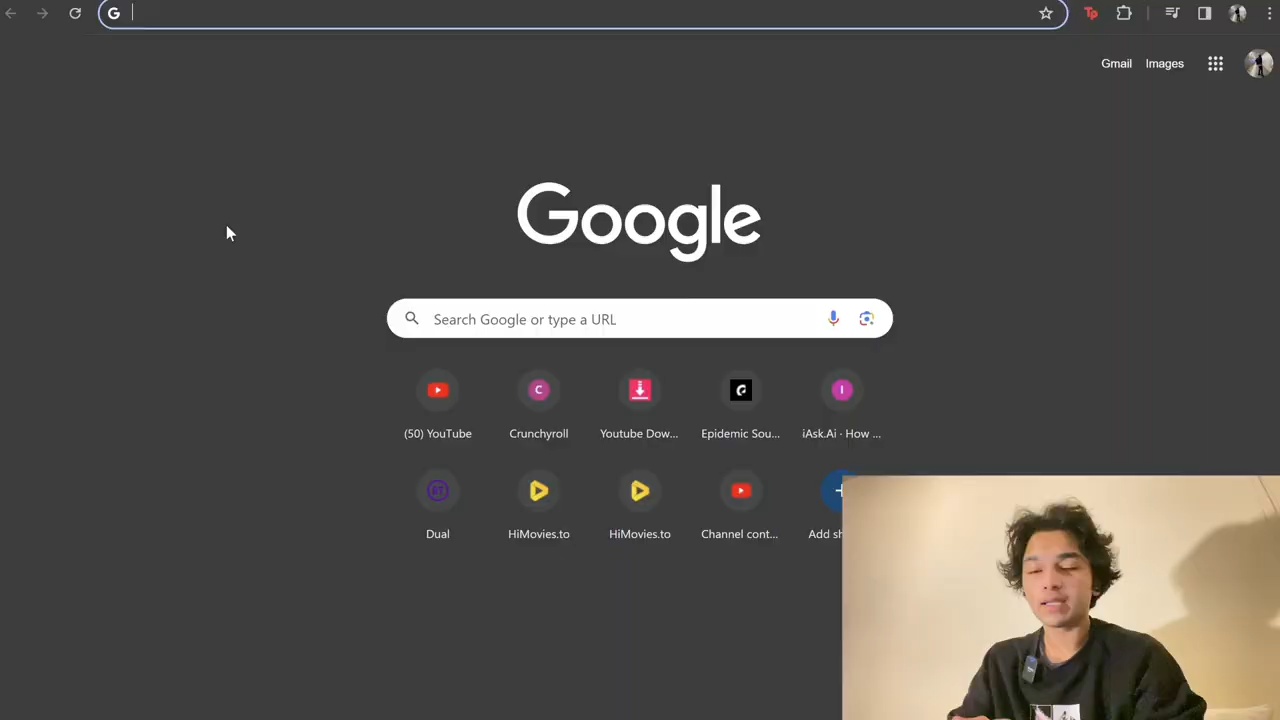 G
Tp
Gmail Images
Google
Search Google or type a URL
C
I
(50) YouTube Crunchyroll Youtube Dow... Epidemic Sou... iAsk.Ai · How ...
Dual HiMovies.to HiMovies.to Channel cont... Add sh